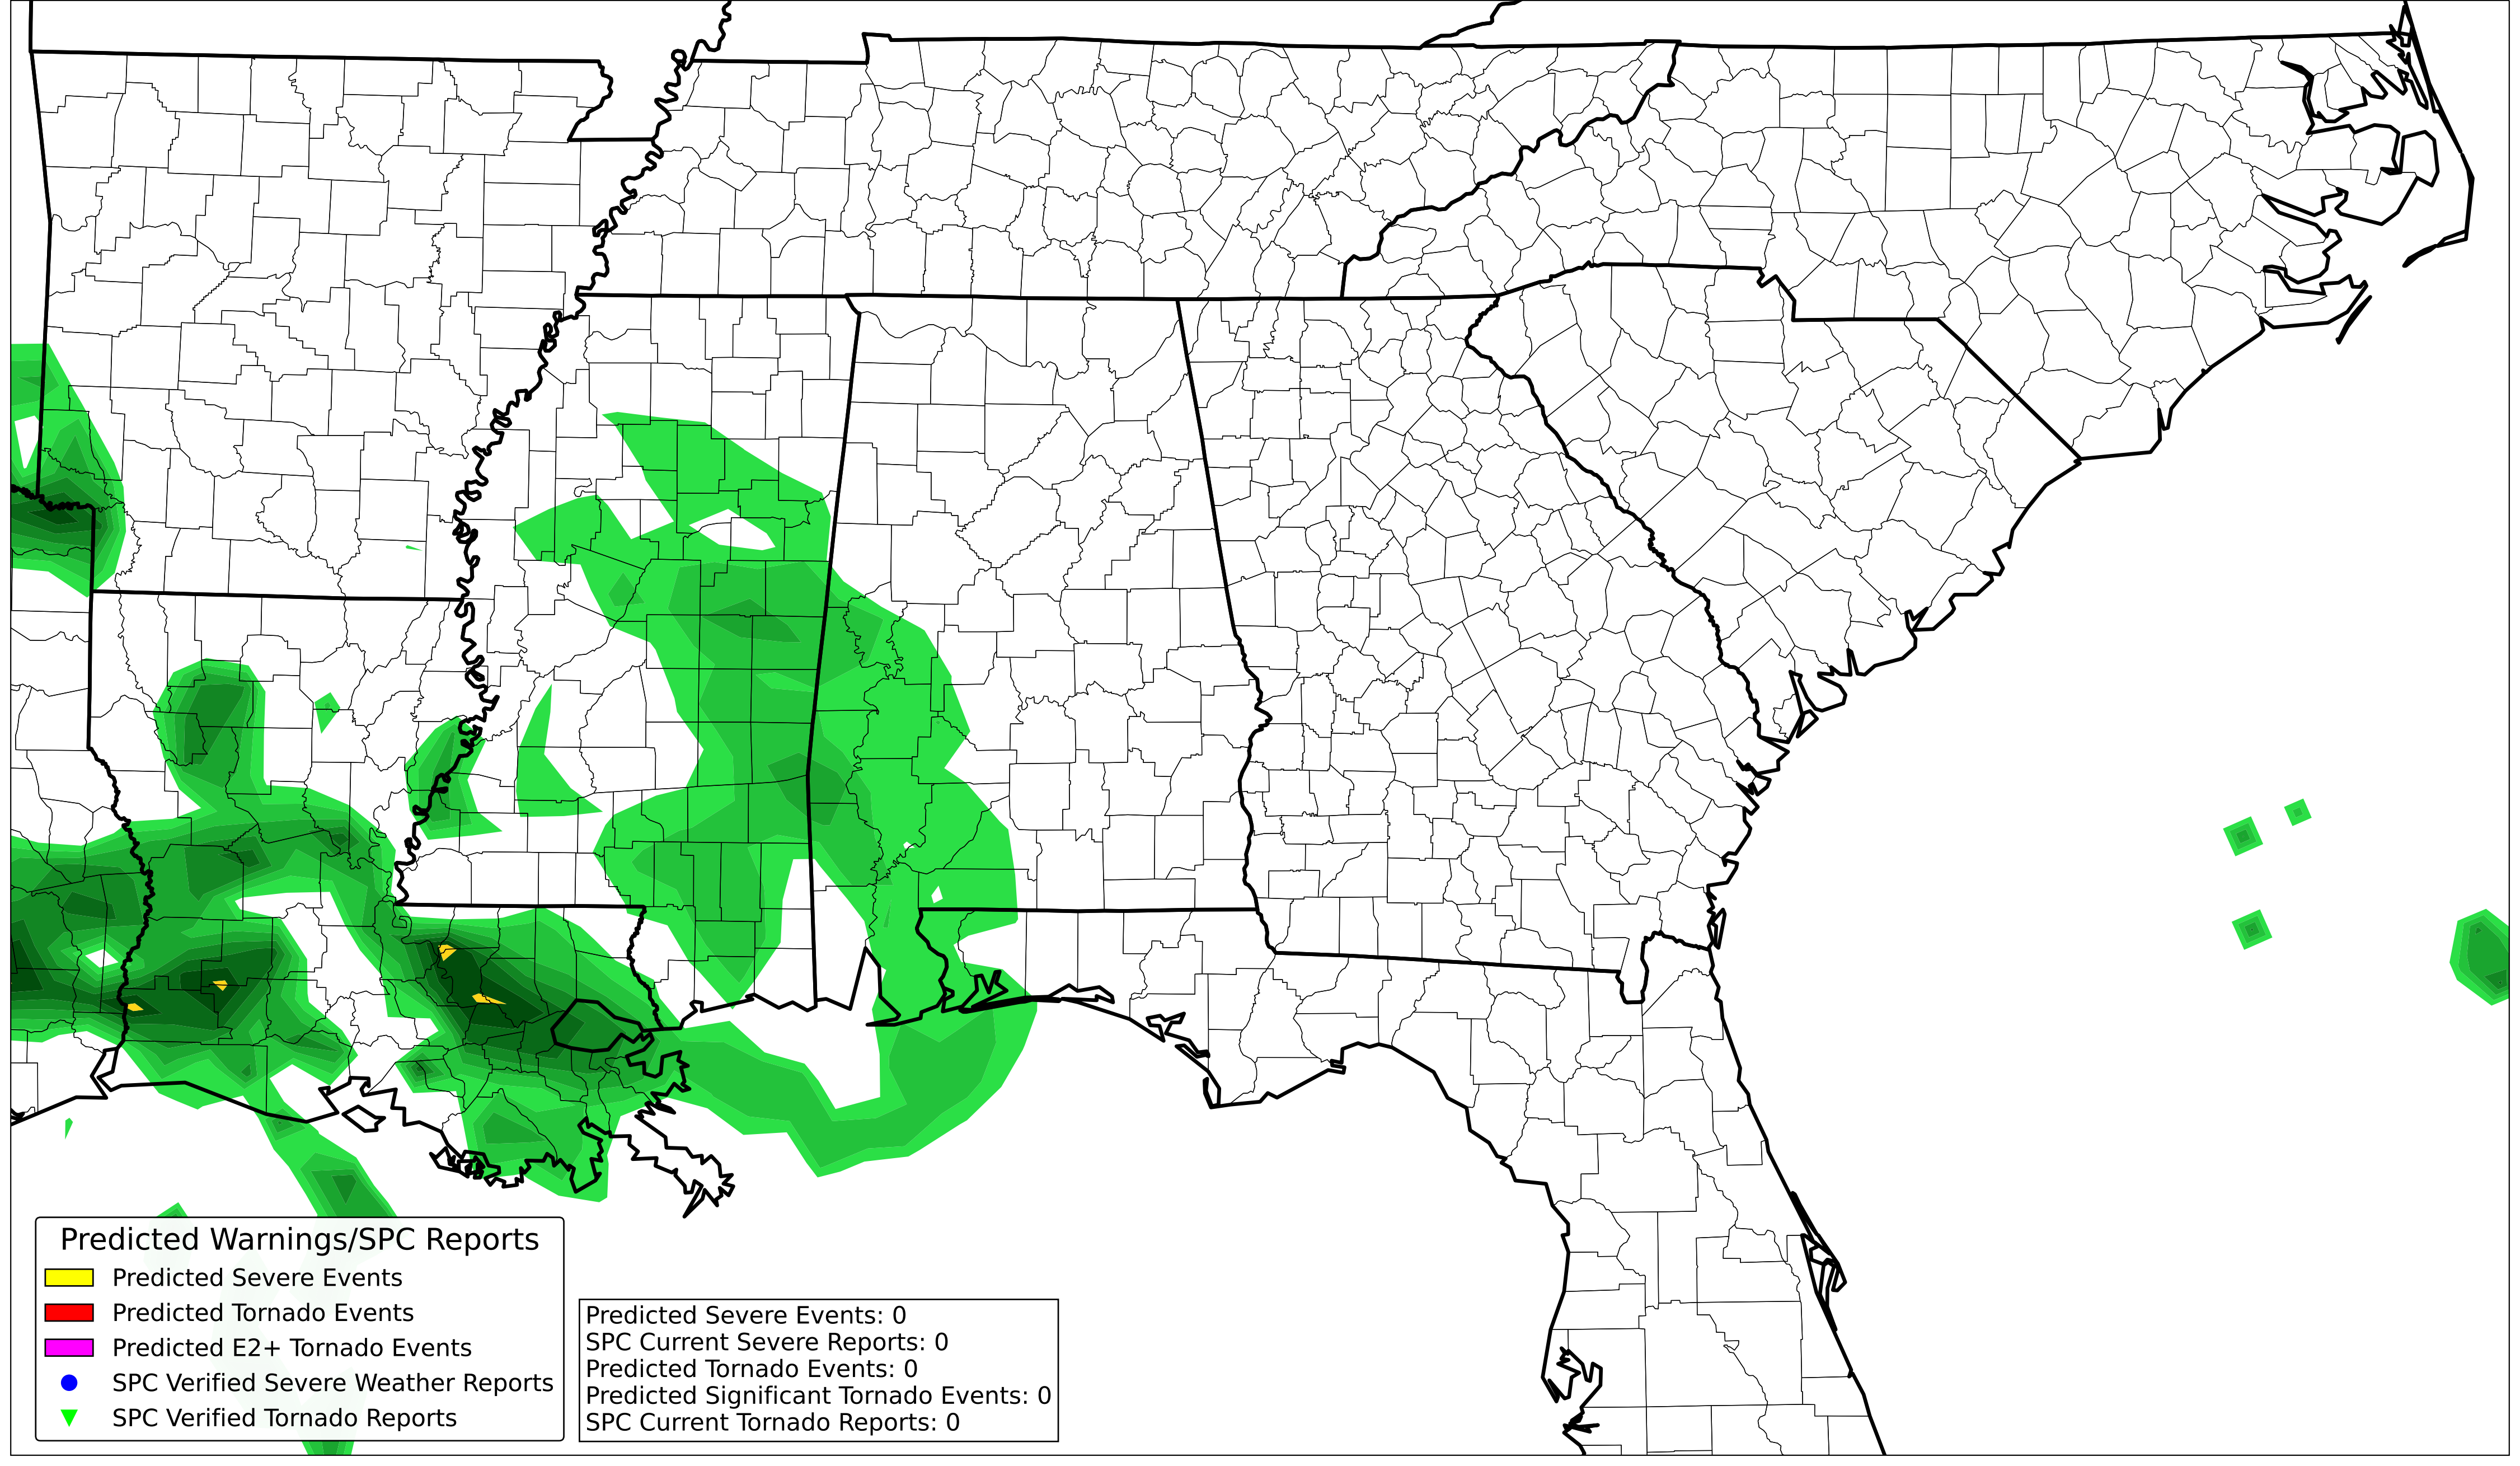 Predicted Warnings/SPC Reports
Predicted Severe Events
Predicted Tornado Events
Predicted E2+ Tornado Events
SPC Verified Severe Weather Reports
SPC Verified Tornado Reports
Predicted Severe Events: 0
SPC Current Severe Reports: 0
Predicted Tornado Events: 0
Predicted Significant Tornado Events: 0
SPC Current Tornado Reports: 0